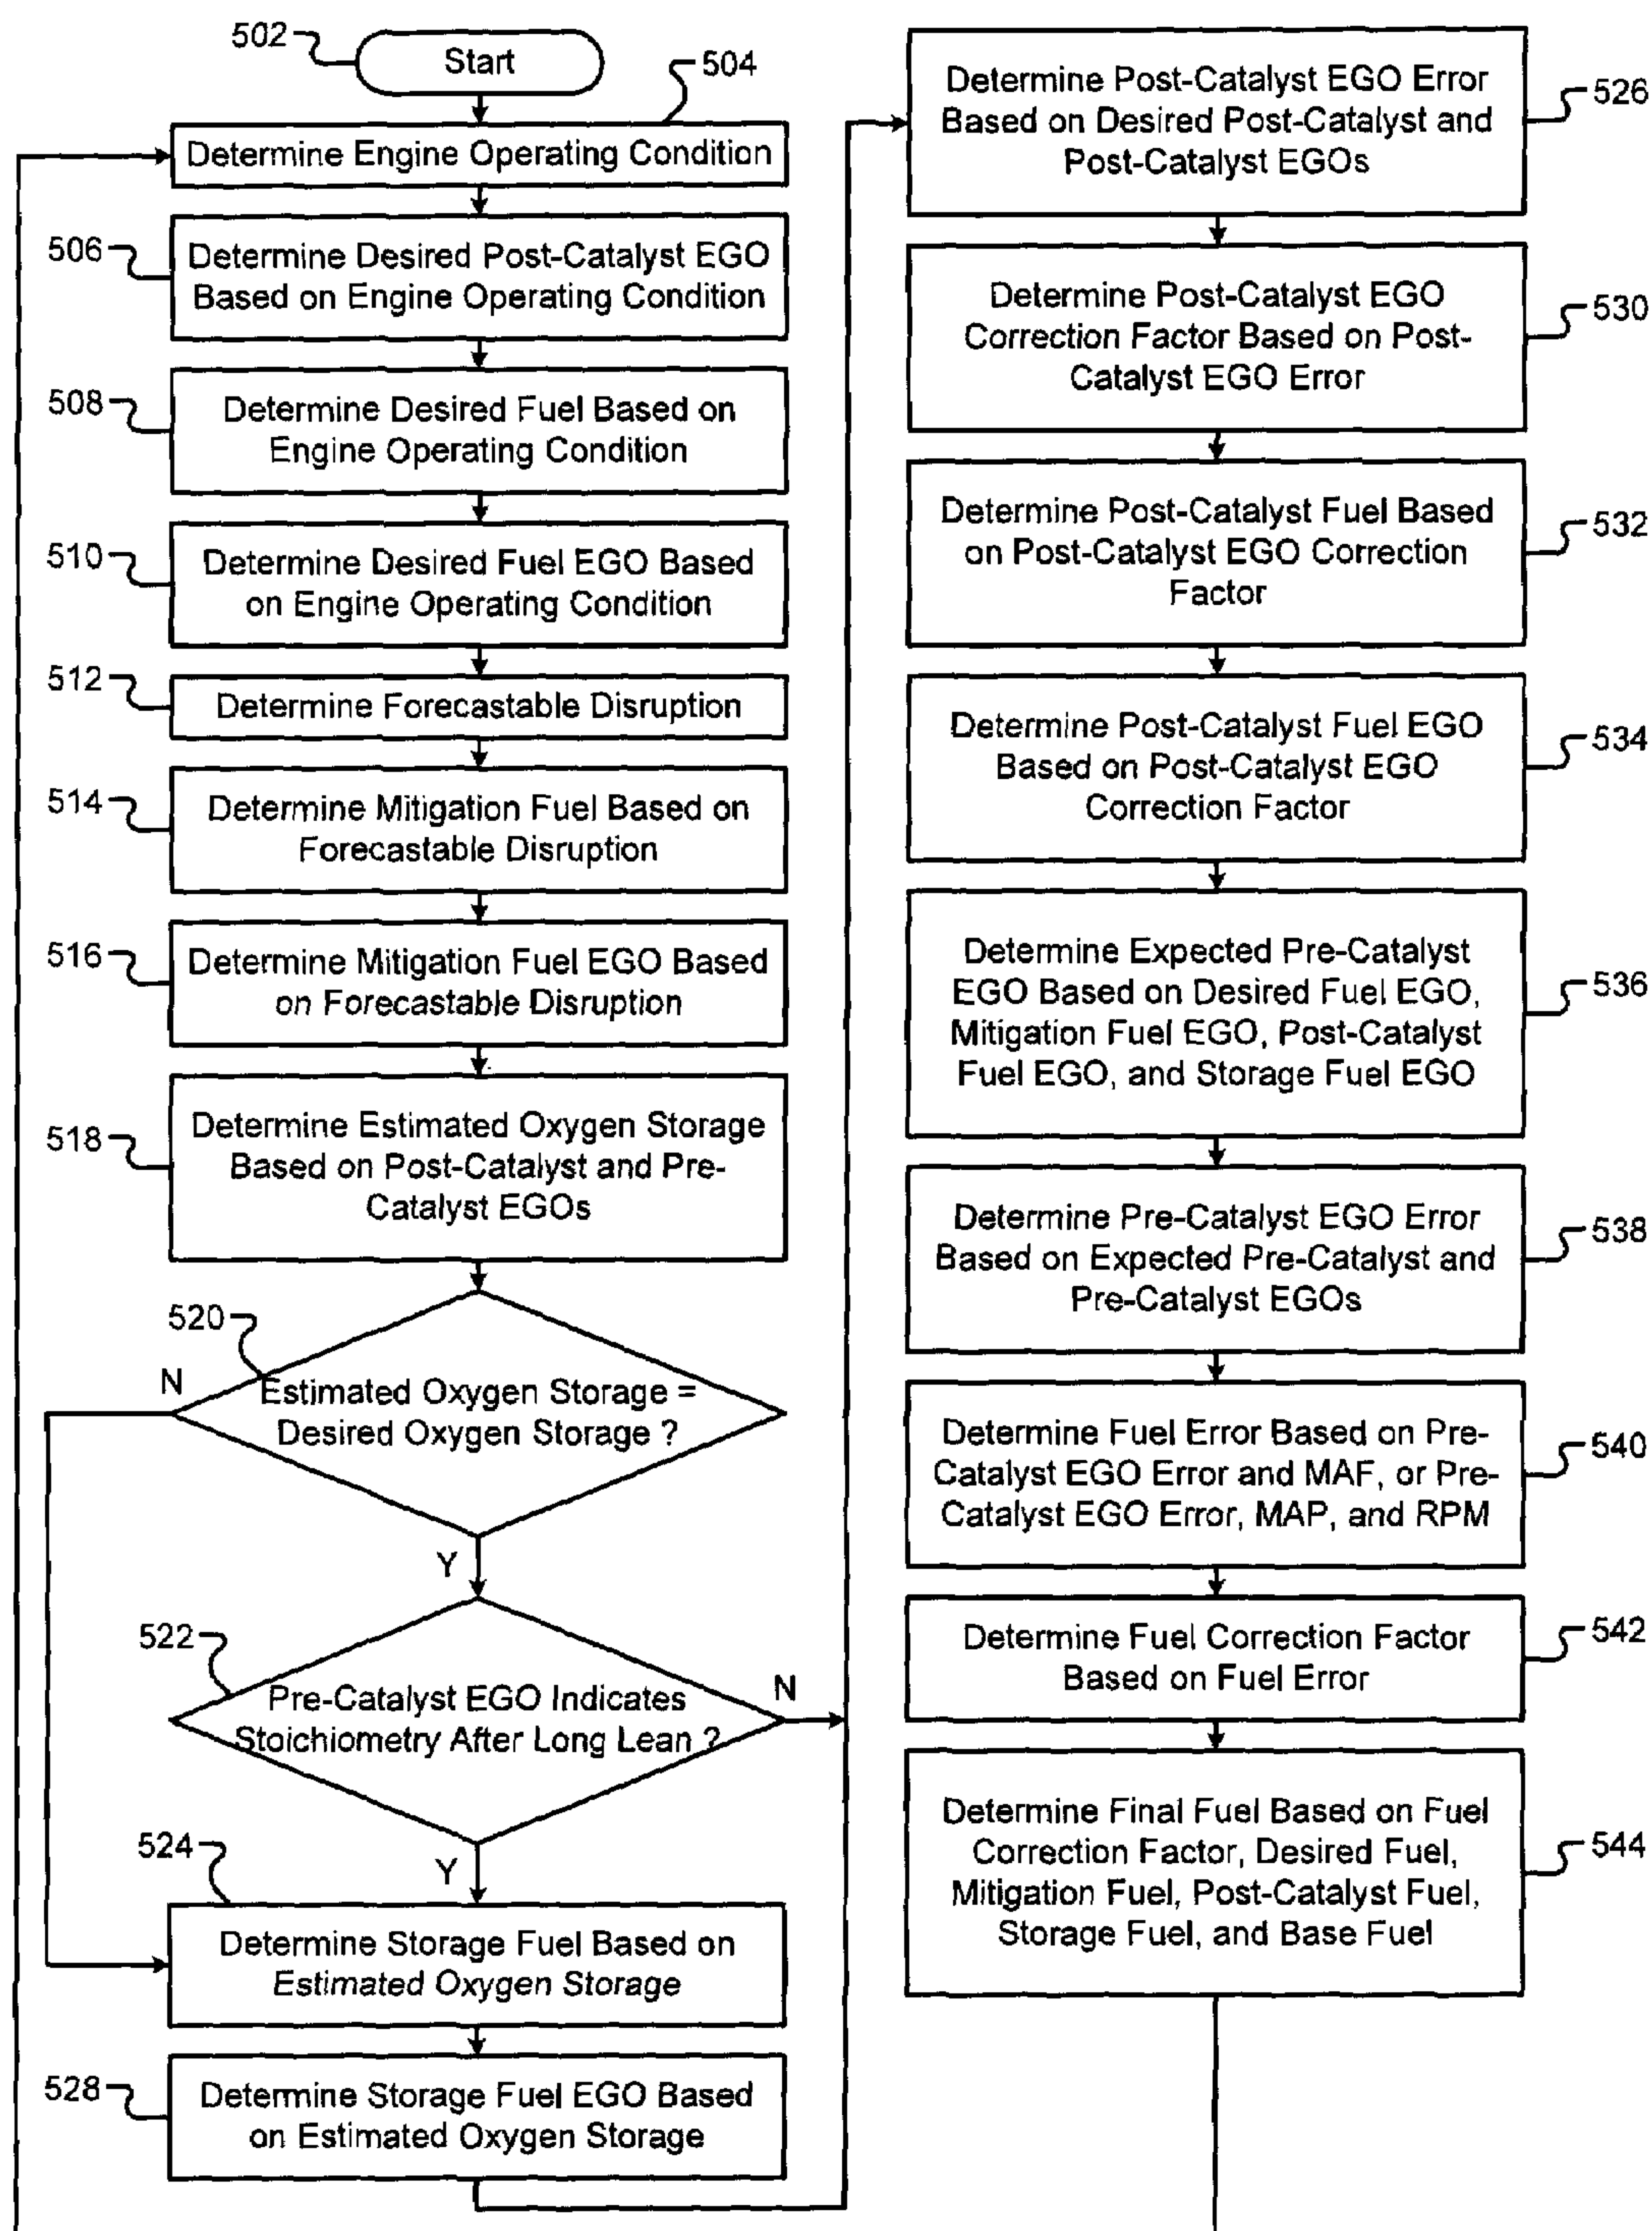 502
Start
504
Determine Engine Operating Condition
506
Determine Desired Post-Catalyst EGO
Based on Engine Operating Condition
508
Determine Desired Fuel Based on
Engine Operating Condition
510
Determine Desired Fuel EGO Based
on Engine Operating Condition
512
Determine Forecastable Disruption
514
Determine Mitigation Fuel Based on
Forecastable Disruption
516
Determine Mitigation Fuel EGO Based
on Forecastable Disruption
518
Determine Estimated Oxygen Storage
Based on Post-Catalyst and Pre-
Catalyst EGOs
520
N
Estimated Oxygen Storage =
Desired Oxygen Storage ?
Y
522
N
Pre-Catalyst EGO Indicates
Stoichiometry After Long Lean ?
524
Y
Determine Storage Fuel Based on
Estimated Oxygen Storage
528
Determine Storage Fuel EGO Based
on Estimated Oxygen Storage
Determine Post-Catalyst EGO Error
Based on Desired Post-Catalyst and
Post-Catalyst EGOs
526
Determine Post-Catalyst EGO
Correction Factor Based on Post-
Catalyst EGO Error
530
Determine Post-Catalyst Fuel Based
on Post-Catalyst EGO Correction
Factor
532
Determine Post-Catalyst Fuel EGO
Based on Post-Catalyst EGO
Correction Factor
534
Determine Expected Pre-Catalyst
EGO Based on Desired Fuel EGO,
Mitigation Fuel EGO, Post-Catalyst
Fuel EGO, and Storage Fuel EGO
536
Determine Pre-Catalyst EGO Error
Based on Expected Pre-Catalyst and
Pre-Catalyst EGOs
538
Determine Fuel Error Based on Pre-
Catalyst EGO Error and MAF, or Pre-
Catalyst EGO Error, MAP, and RPM
540
Determine Fuel Correction Factor
Based on Fuel Error
542
Determine Final Fuel Based on Fuel
Correction Factor, Desired Fuel,
Mitigation Fuel, Post-Catalyst Fuel,
Storage Fuel, and Base Fuel
544